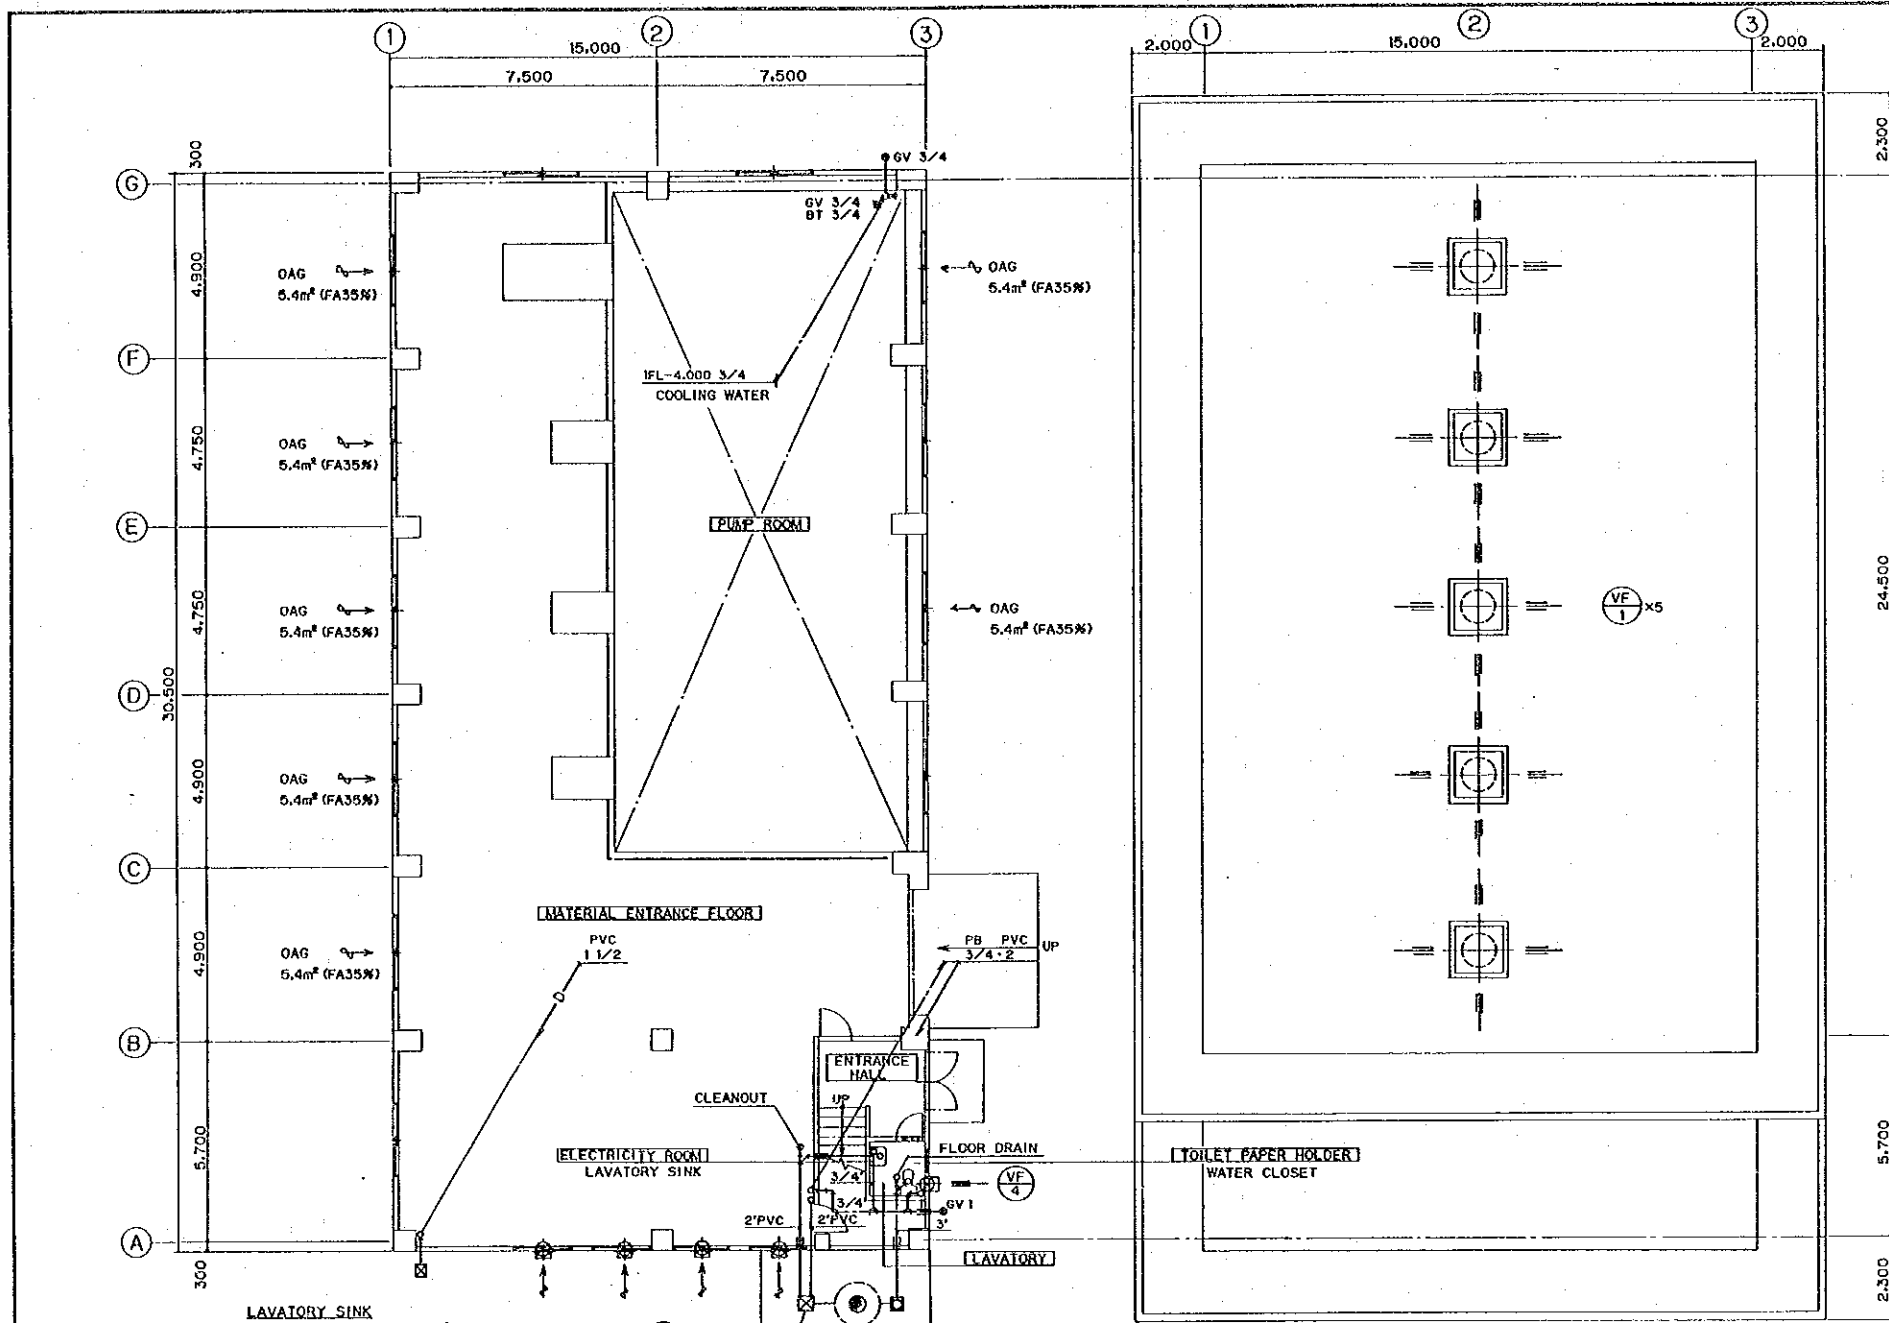 1 2 3 1 2 3
15.000 2.000 15.000 2.000
7.500 7.500
300 GV 3/4 2.300
G
GV 3/4
BT 3/4
4.900
OAG
5.4m² (FA35%)
OAG
5.4m² (FA35%)
F
1FL-4.000 3/4
COOLING WATER
4.750
OAG
5.4m² (FA35%)
E
PUMP ROOM
4.750
OAG
5.4m² (FA35%)
OAG
5.4m² (FA35%)
VF
1
×5
24.500
D
30.500
4.900
OAG
5.4m² (FA35%)
C
MATERIAL ENTRANCE FLOOR
4.900
OAG
5.4m² (FA35%)
PVC
1 1/2
PB PVC
3/4·2
UP
B
ENTRANCE
HALL
CLEANOUT
UP
5.700
ELECTRICITY ROOM
LAVATORY SINK
FLOOR DRAIN
TOILET PAPER HOLDER
WATER CLOSET
5.700
3/4'
VF
4
3/4'
GV1
2'PVC
2'PVC
3'
A
LAVATORY
300
2.300
LAVATORY SINK